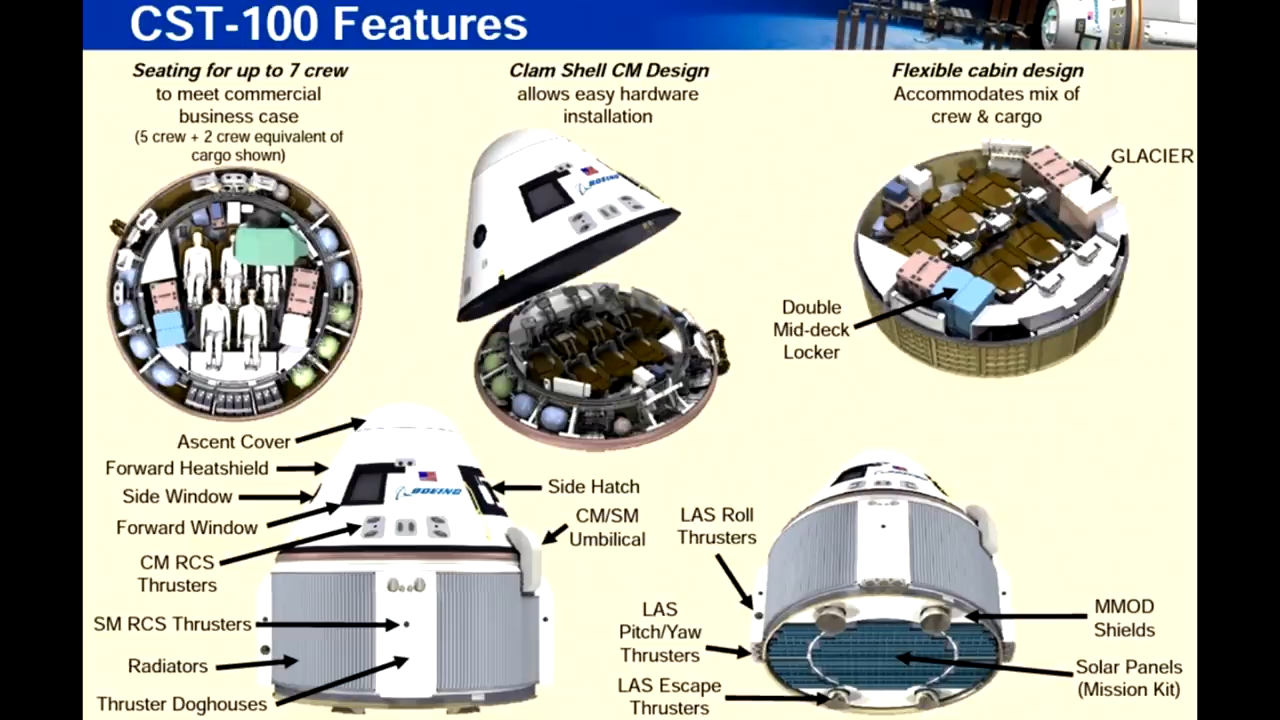 CST-100 Features
Seating for up to 7 crew
to meet commercial
business case
(5 crew + 2 crew equivalent of
cargo shown)
Clam Shell CM Design
allows easy hardware
installation
Flexible cabin design
Accommodates mix of
crew & cargo
GLACIER
BOEING
Double
Mid-deck
Locker
Ascent Cover
Forward Heatshield
Side Window
Forward Window
CM RCS
Thrusters
SM RCS Thrusters
Radiators
Thruster Doghouses
BOEING
Side Hatch
CM/SM
Umbilical
LAS Roll
Thrusters
LAS
Pitch/Yaw
Thrusters
LAS Escape
Thrusters
MMOD
Shields
Solar Panels
(Mission Kit)